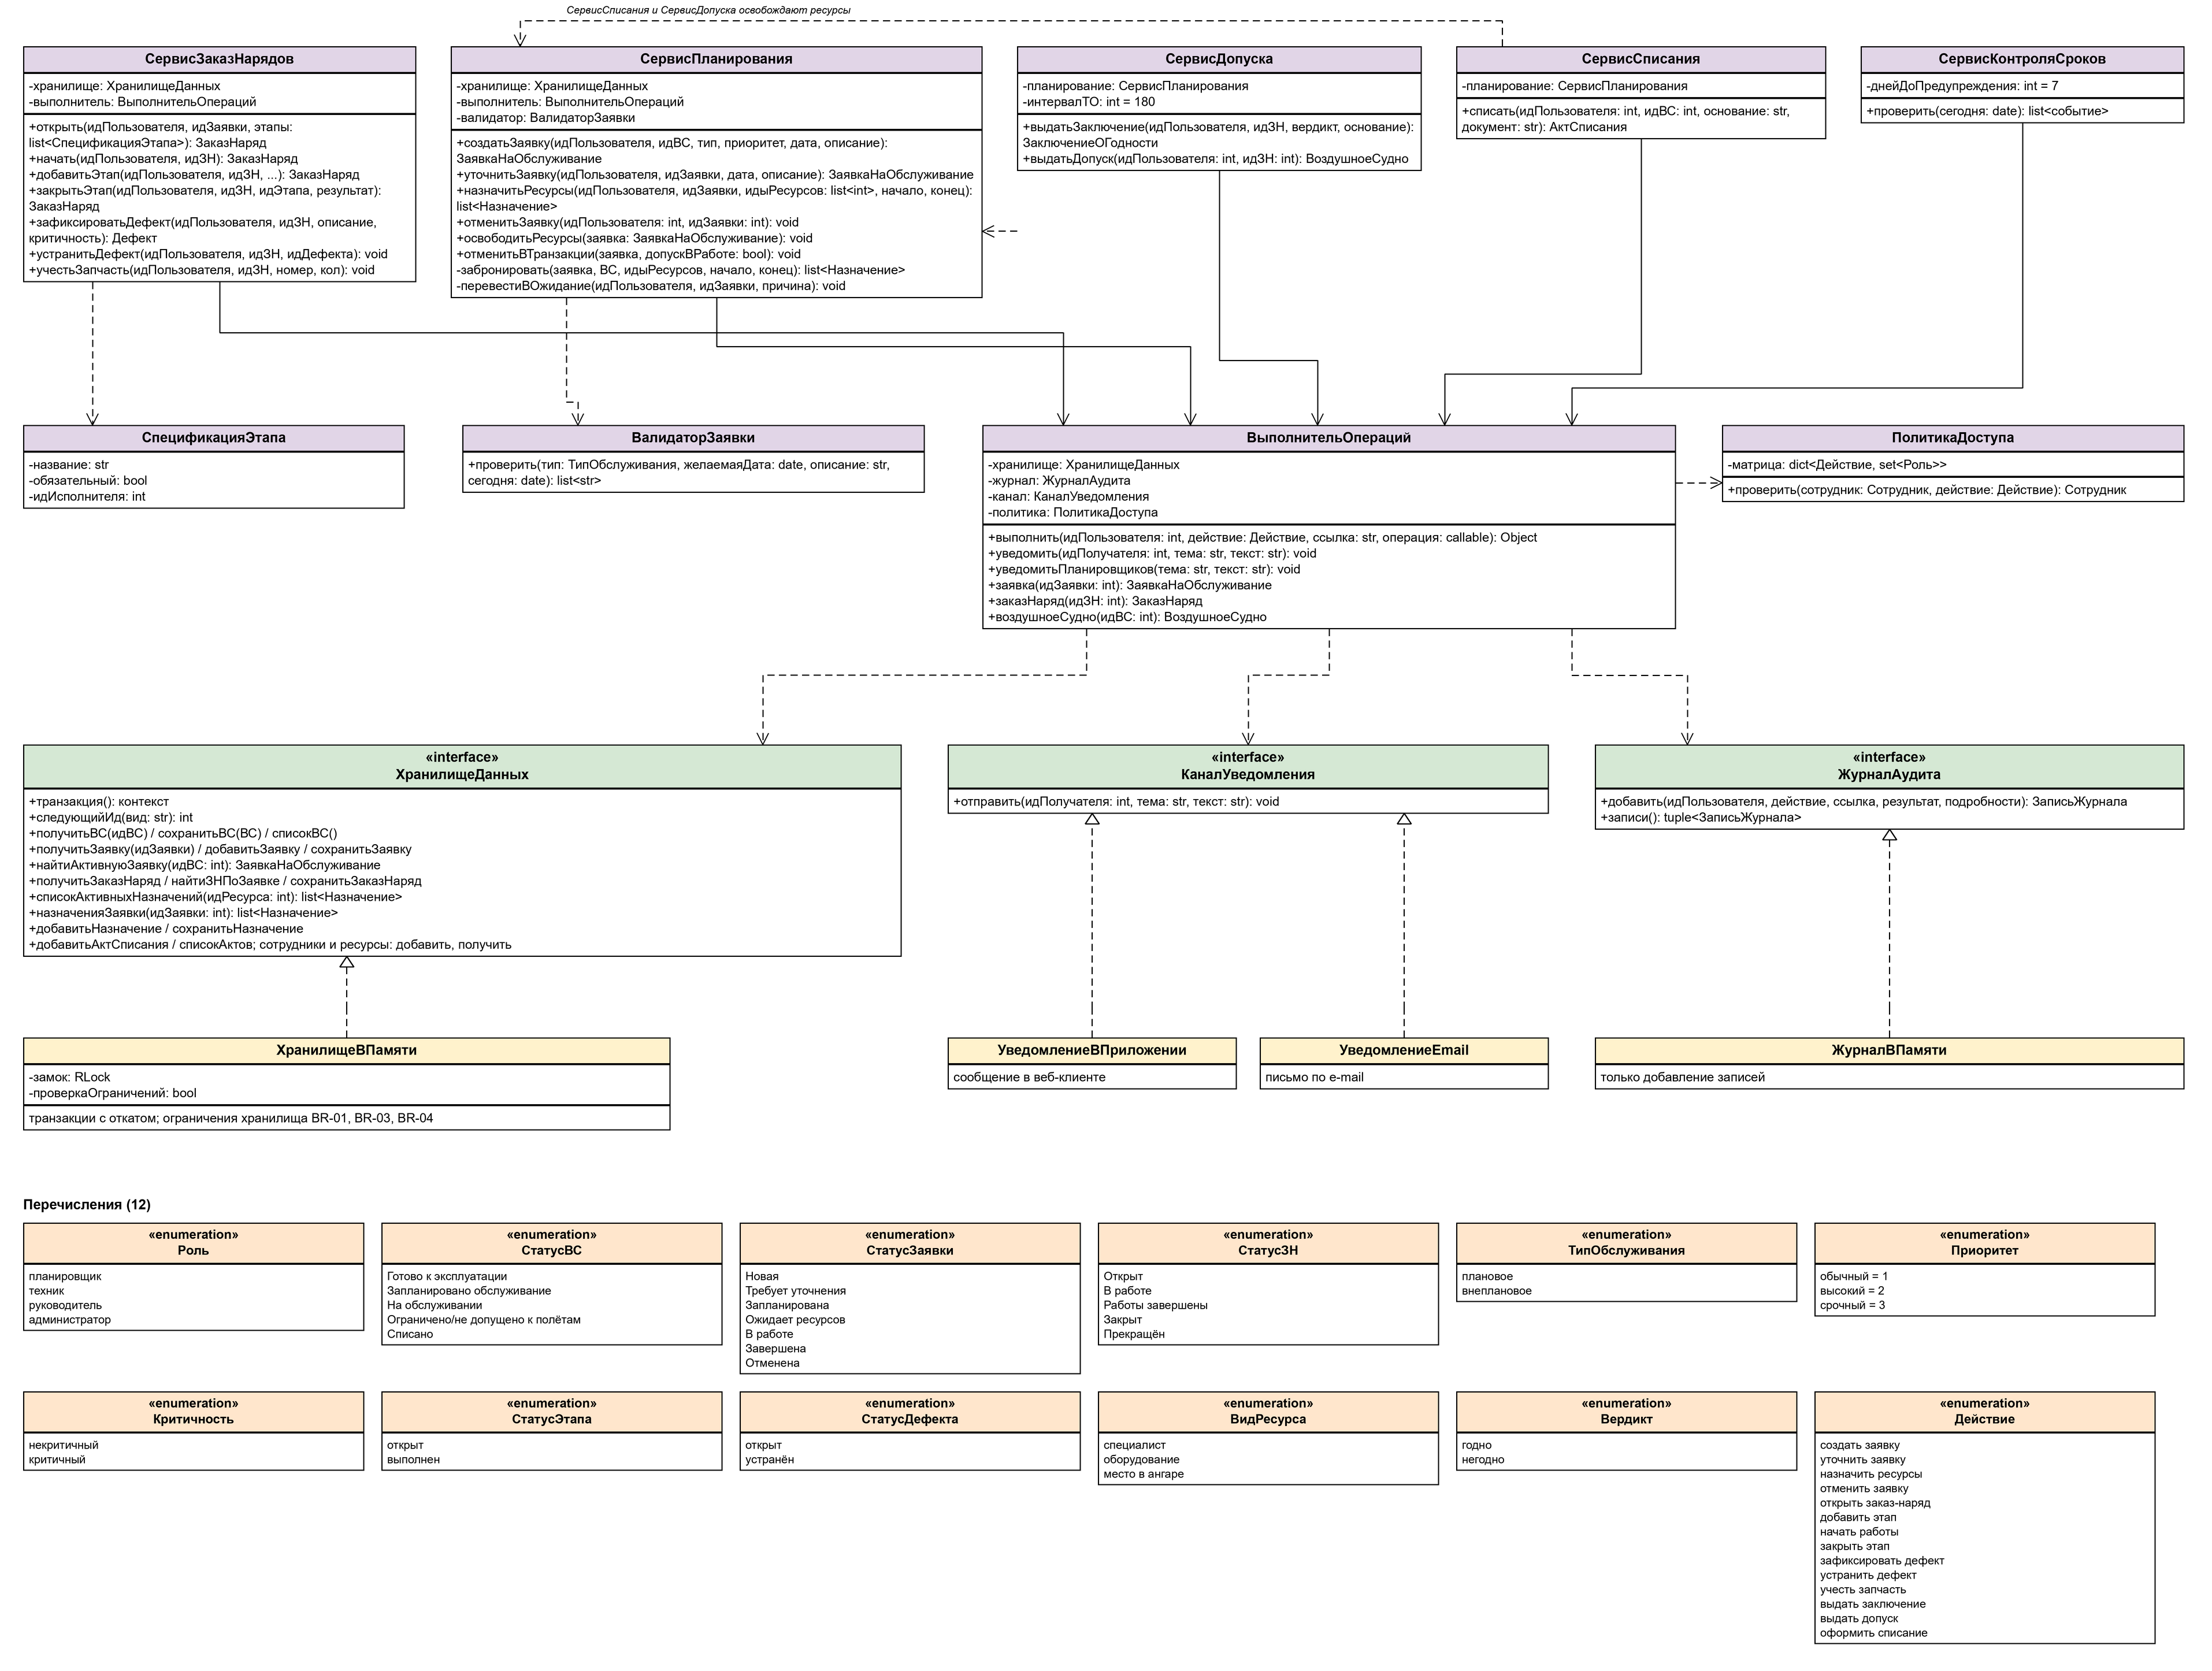 СервисСписания и СервисДопуска освобождают ресурсы
СервисЗаказНарядов
-хранилище: ХранилищеДанных
-выполнитель: ВыполнительОпераций
+открыть(идПользователя, идЗаявки, этапы:
list<СпецификацияЭтапа>): ЗаказНаряд
+начать(идПользователя, идЗН): ЗаказНаряд
+добавитьЭтап(идПользователя, идЗН, ...): ЗаказНаряд
+закрытьЭтап(идПользователя, идЗН, идЭтапа, результат):
ЗаказНаряд
+зафиксироватьДефект(идПользователя, идЗН, описание,
критичность): Дефект
+устранитьДефект(идПользователя, идЗН, идДефекта): void
+учестьЗапчасть(идПользователя, идЗН, номер, кол): void
СервисПланирования
-хранилище: ХранилищеДанных
-выполнитель: ВыполнительОпераций
-валидатор: ВалидаторЗаявки
+создатьЗаявку(идПользователя, идВС, тип, приоритет, дата, описание):
ЗаявкаНаОбслуживание
+уточнитьЗаявку(идПользователя, идЗаявки, дата, описание): ЗаявкаНаОбслуживание
+назначитьРесурсы(идПользователя, идЗаявки, идыРесурсов: list<int>, начало, конец):
list<Назначение>
+отменитьЗаявку(идПользователя: int, идЗаявки: int): void
+освободитьРесурсы(заявка: ЗаявкаНаОбслуживание): void
+отменитьВТранзакции(заявка, допускВРаботе: bool): void
-забронировать(заявка, ВС, идыРесурсов, начало, конец): list<Назначение>
-перевестиВОжидание(идПользователя, идЗаявки, причина): void
СервисДопуска
-планирование: СервисПланирования
-интервалТО: int = 180
+выдатьЗаключение(идПользователя, идЗН, вердикт, основание):
ЗаключениеОГодности
+выдатьДопуск(идПользователя: int, идЗН: int): ВоздушноеСудно
СервисСписания
-планирование: СервисПланирования
+списать(идПользователя: int, идВС: int, основание: str,
документ: str): АктСписания
СервисКонтроляСроков
-днейДоПредупреждения: int = 7
+проверить(сегодня: date): list<событие>
СпецификацияЭтапа
-название: str
-обязательный: bool
-идИсполнителя: int
ВалидаторЗаявки
+проверить(тип: ТипОбслуживания, желаемаяДата: date, описание: str,
сегодня: date): list<str>
ВыполнительОпераций
-хранилище: ХранилищеДанных
-журнал: ЖурналАудита
-канал: КаналУведомления
-политика: ПолитикаДоступа
+выполнить(идПользователя: int, действие: Действие, ссылка: str, операция: callable): Object
+уведомить(идПолучателя: int, тема: str, текст: str): void
+уведомитьПланировщиков(тема: str, текст: str): void
+заявка(идЗаявки: int): ЗаявкаНаОбслуживание
+заказНаряд(идЗН: int): ЗаказНаряд
+воздушноеСудно(идВС: int): ВоздушноеСудно
ПолитикаДоступа
-матрица: dict<Действие, set<Роль>>
+проверить(сотрудник: Сотрудник, действие: Действие): Сотрудник
«interface»
ХранилищеДанных
+транзакция(): контекст
+следующийИд(вид: str): int
+получитьВС(идВС) / сохранитьВС(ВС) / списокВС()
+получитьЗаявку(идЗаявки) / добавитьЗаявку / сохранитьЗаявку
+найтиАктивнуюЗаявку(идВС: int): ЗаявкаНаОбслуживание
+получитьЗаказНаряд / найтиЗНПоЗаявке / сохранитьЗаказНаряд
+списокАктивныхНазначений(идРесурса: int): list<Назначение>
+назначенияЗаявки(идЗаявки: int): list<Назначение>
+добавитьНазначение / сохранитьНазначение
+добавитьАктСписания / списокАктов; сотрудники и ресурсы: добавить, получить
«interface»
КаналУведомления
+отправить(идПолучателя: int, тема: str, текст: str): void
«interface»
ЖурналАудита
+добавить(идПользователя, действие, ссылка, результат, подробности): ЗаписьЖурнала
+записи(): tuple<ЗаписьЖурнала>
ХранилищеВПамяти
-замок: RLock
-проверкаОграничений: bool
транзакции с откатом; ограничения хранилища BR-01, BR-03, BR-04
УведомлениеВПриложении
сообщение в веб-клиенте
УведомлениеEmail
письмо по e-mail
ЖурналВПамяти
только добавление записей
Перечисления (12)
«enumeration»
Роль
планировщик
техник
руководитель
администратор
«enumeration»
СтатусВС
Готово к эксплуатации
Запланировано обслуживание
На обслуживании
Ограничено/не допущено к полётам
Списано
«enumeration»
СтатусЗаявки
Новая
Требует уточнения
Запланирована
Ожидает ресурсов
В работе
Завершена
Отменена
«enumeration»
СтатусЗН
Открыт
В работе
Работы завершены
Закрыт
Прекращён
«enumeration»
ТипОбслуживания
плановое
внеплановое
«enumeration»
Приоритет
обычный = 1
высокий = 2
срочный = 3
«enumeration»
Критичность
некритичный
критичный
«enumeration»
СтатусЭтапа
открыт
выполнен
«enumeration»
СтатусДефекта
открыт
устранён
«enumeration»
ВидРесурса
специалист
оборудование
место в ангаре
«enumeration»
Вердикт
годно
негодно
«enumeration»
Действие
создать заявку
уточнить заявку
назначить ресурсы
отменить заявку
открыть заказ-наряд
добавить этап
начать работы
закрыть этап
зафиксировать дефект
устранить дефект
учесть запчасть
выдать заключение
выдать допуск
оформить списание